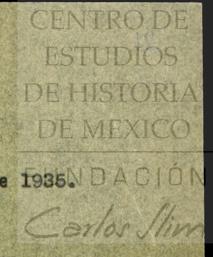 CENTRO DE
ESTUDIOS
DE HISTORIA
DE MEXICO
FUNDACIÓN
e 1935.
Carlos Slim